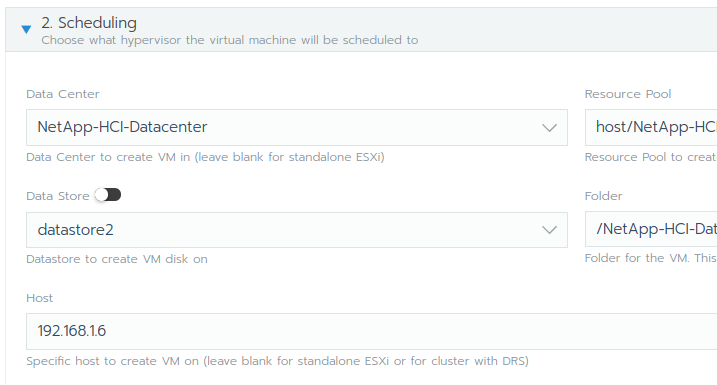 2. Scheduling
Choose what hypervisor the virtual machine will be scheduled to
Data Center
Resource Pool
NetApp-HCI-Datacenter
host/NetApp-HCI
Data Center to create VM in (leave blank for standalone ESXi)
Resource Pool to creat
Data Store
Folder
datastore2
/NetApp-HCI-Dat
Datastore to create VM disk on
Folder for the VM. This
Host
192.168.1.6
Specific host to create VM on (leave blank for standalone ESXi or for cluster with DRS)